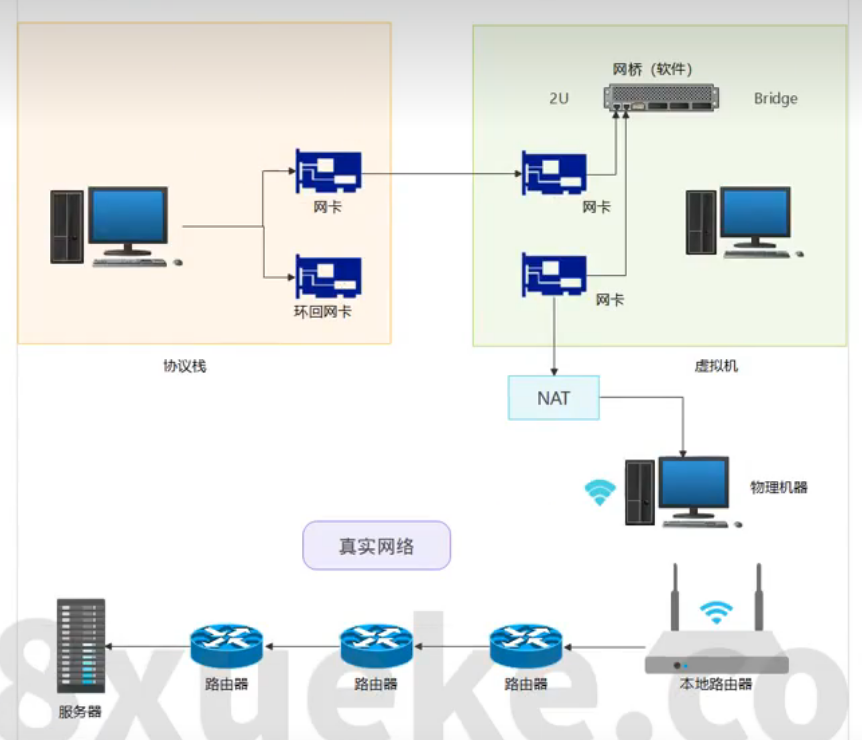 网桥（软件）
2U
Bridge
网卡
网卡
环回网卡
网卡
协议栈
虚拟机
NAT
物理机器
真实网络
路由器
路由器
路由器
本地路由器
服务器
8xueke.co